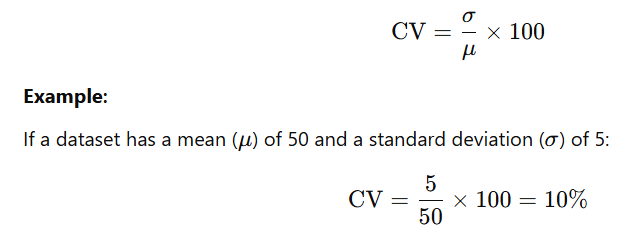 CV = σ/μ × 100
Example:
If a dataset has a mean (μ) of 50 and a standard deviation (σ) of 5:
CV = 5/50 × 100 = 10%